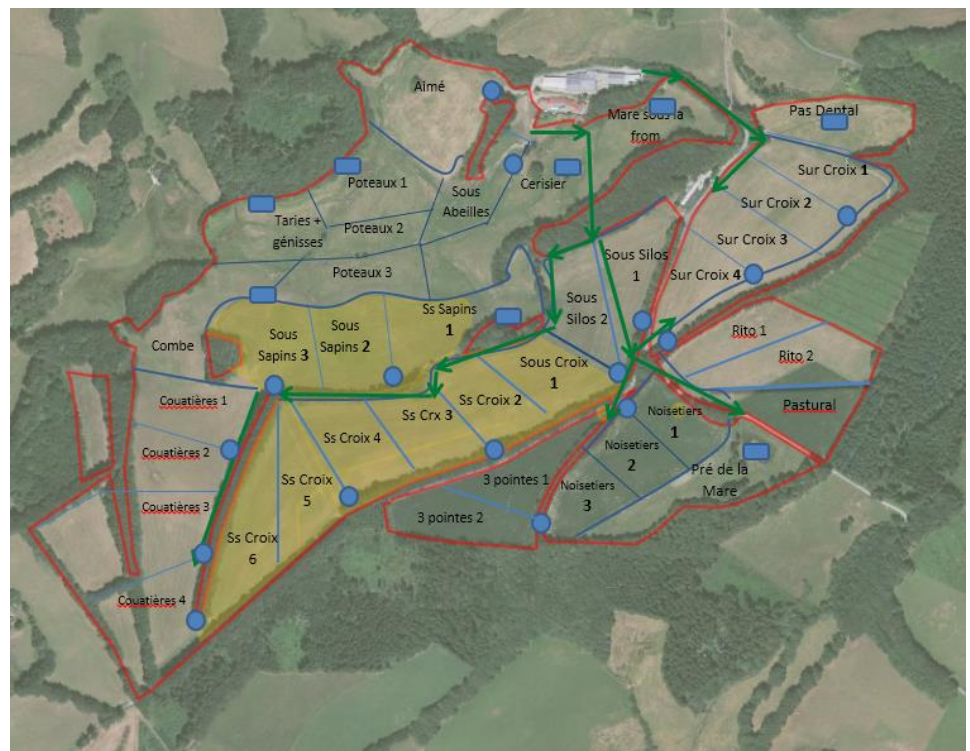 Aimé
Mare sous la
from
Pas Dental
Poteaux 1
Sous
Abeilles
Cerisier
Sur Croix 1
Taries +
génisses
Poteaux 2
Sur Croix 2
Poteaux 3
Sous Silos
1
Sur Croix 3
Sur Croix 4
Ss Sapins
1
Sous
Silos 2
Combe
Sous
Sapins 3
Sous
Sapins 2
Rito 1
Rito 2
Sous Croix
1
Couatières 1
Ss Crx 3
Ss Croix 2
Pastural
Noisetiers
1
Couatières 2
Ss Croix 4
Noisetiers
2
Ss Croix
5
3 pointes 1
Noisetiers
3
Pré de la
Mare
Couatières 3
3 pointes 2
Ss Croix
6
Couatières 4